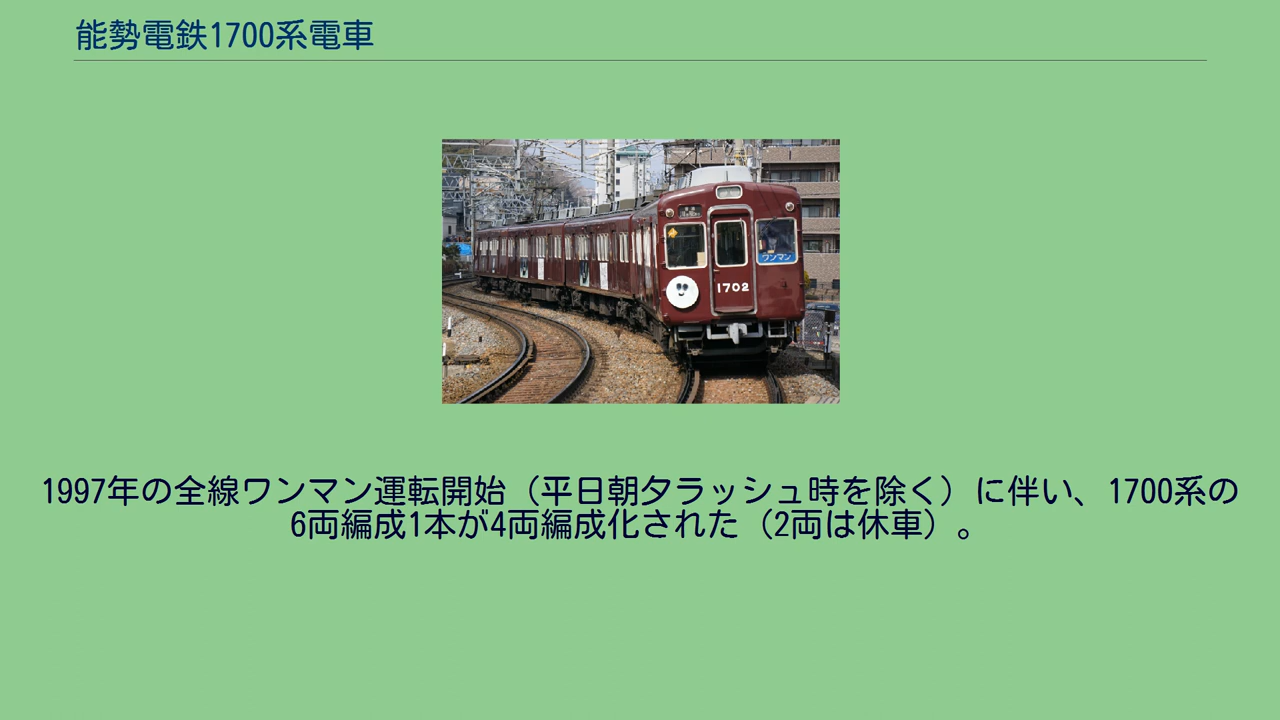 能勢電鉄1700系電車
ワンマン
1702
1997年の全線ワンマン運転開始（平日朝夕ラッシュ時を除く）に伴い、1700系の
6両編成1本が4両編成化された（2両は休車）。